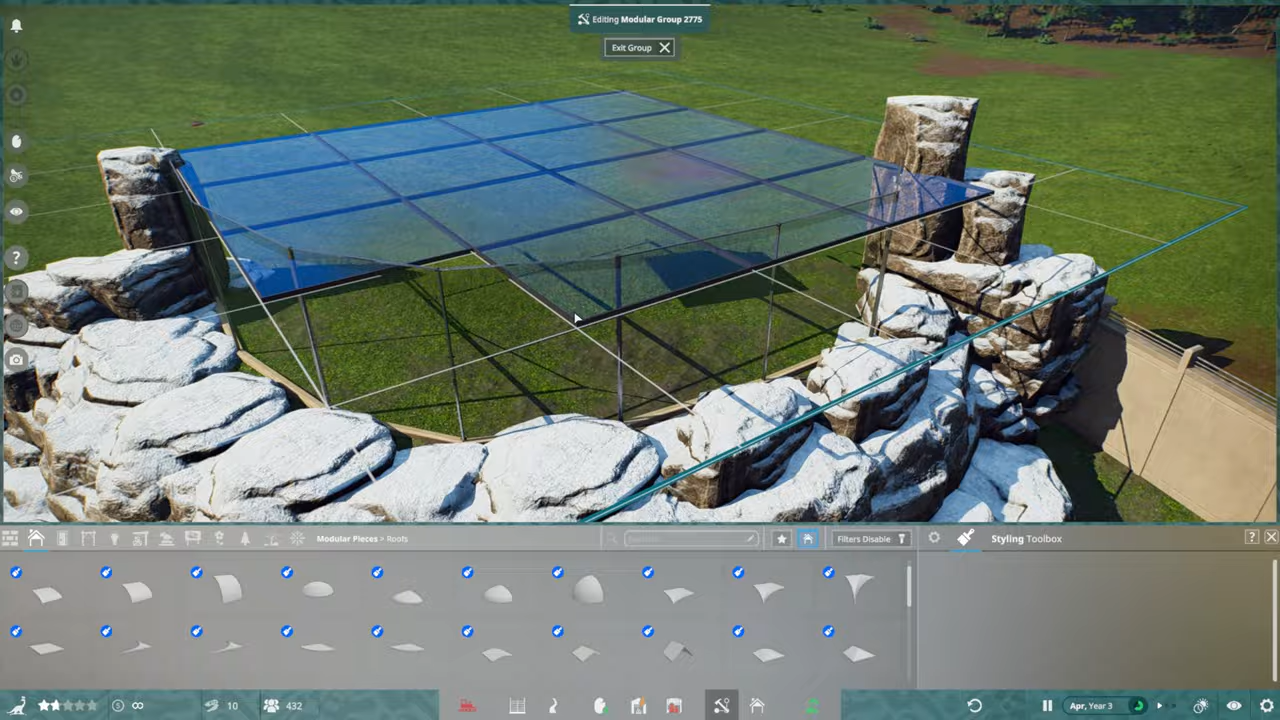 Editing Modular Group 2775
Exit Group
?
Modular Pieces > Roofs
Filters Disable
Styling Toolbox
?
∞
10
432
Apr, Year 3